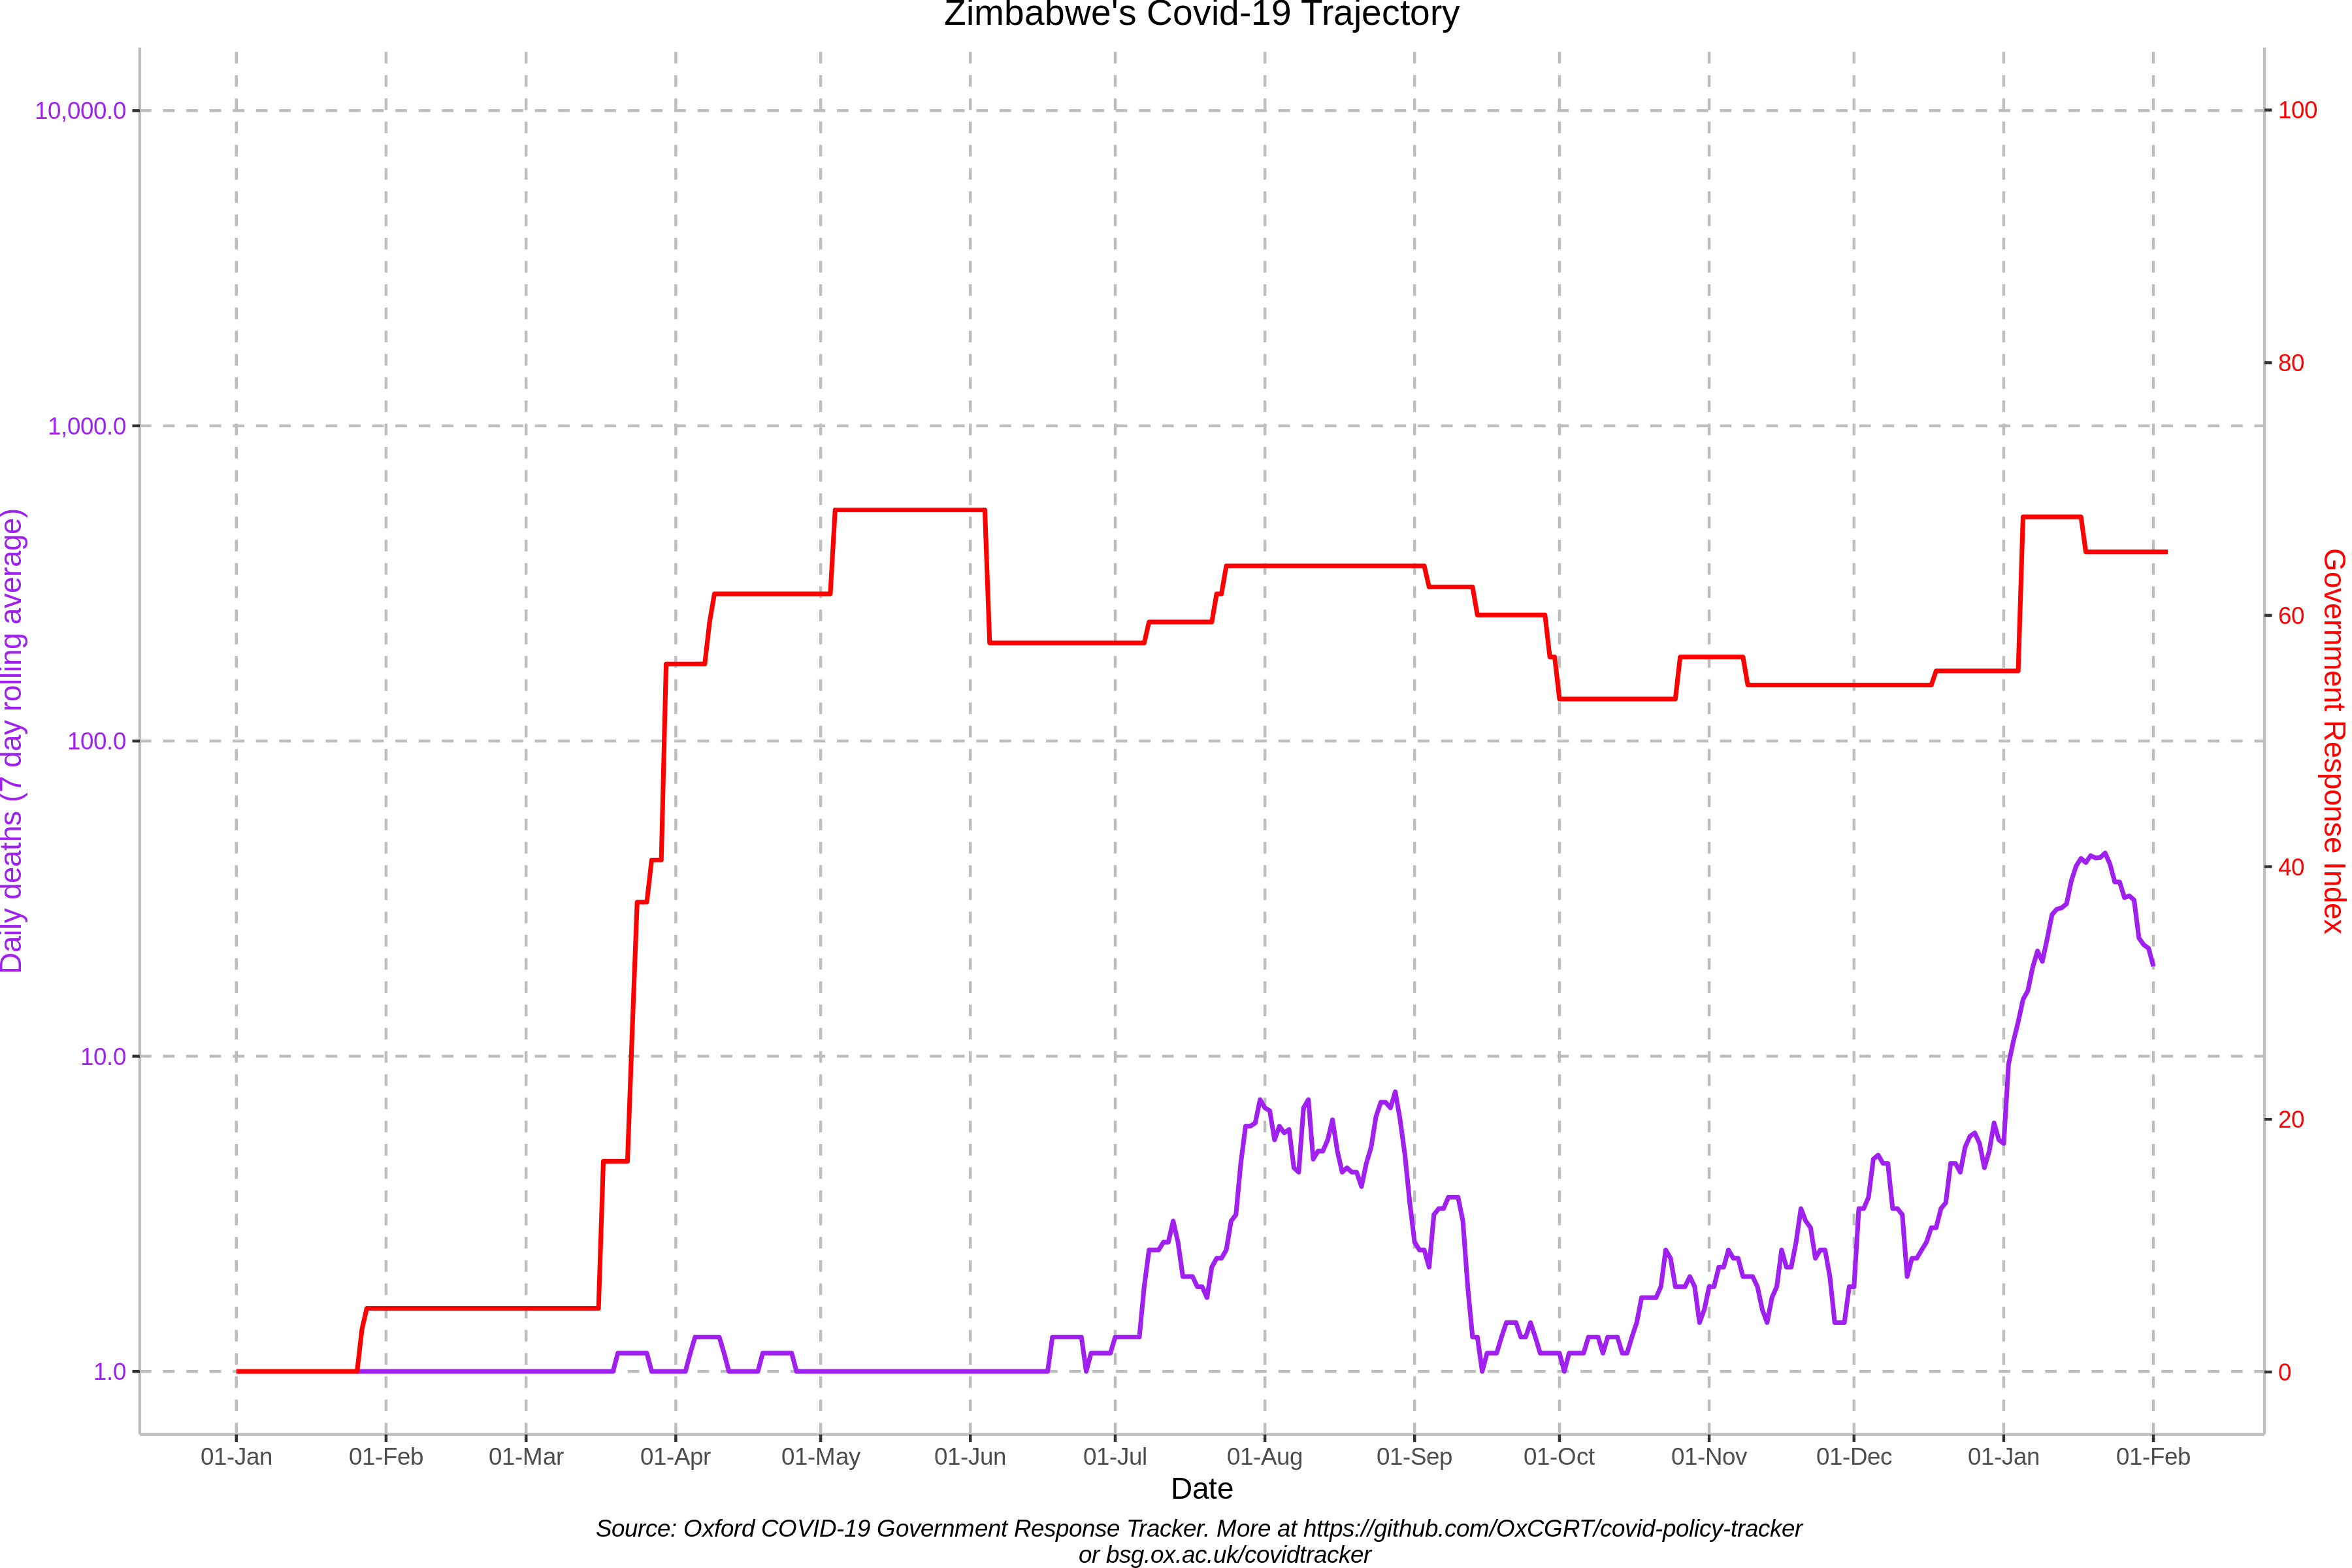 Zimbabwe's Covid-19 Trajectory
10,000.0
1,000.0
100.0
10.0
1.0
Daily deaths (7 day rolling average)
100
80
60
40
20
0
Government Response Index
01-Jan 01-Feb 01-Mar 01-Apr 01-May 01-Jun 01-Jul 01-Aug 01-Sep 01-Oct 01-Nov 01-Dec 01-Jan 01-Feb
Date
Source: Oxford COVID-19 Government Response Tracker. More at https://github.com/OxCGRT/covid-policy-tracker
or bsg.ox.ac.uk/covidtracker